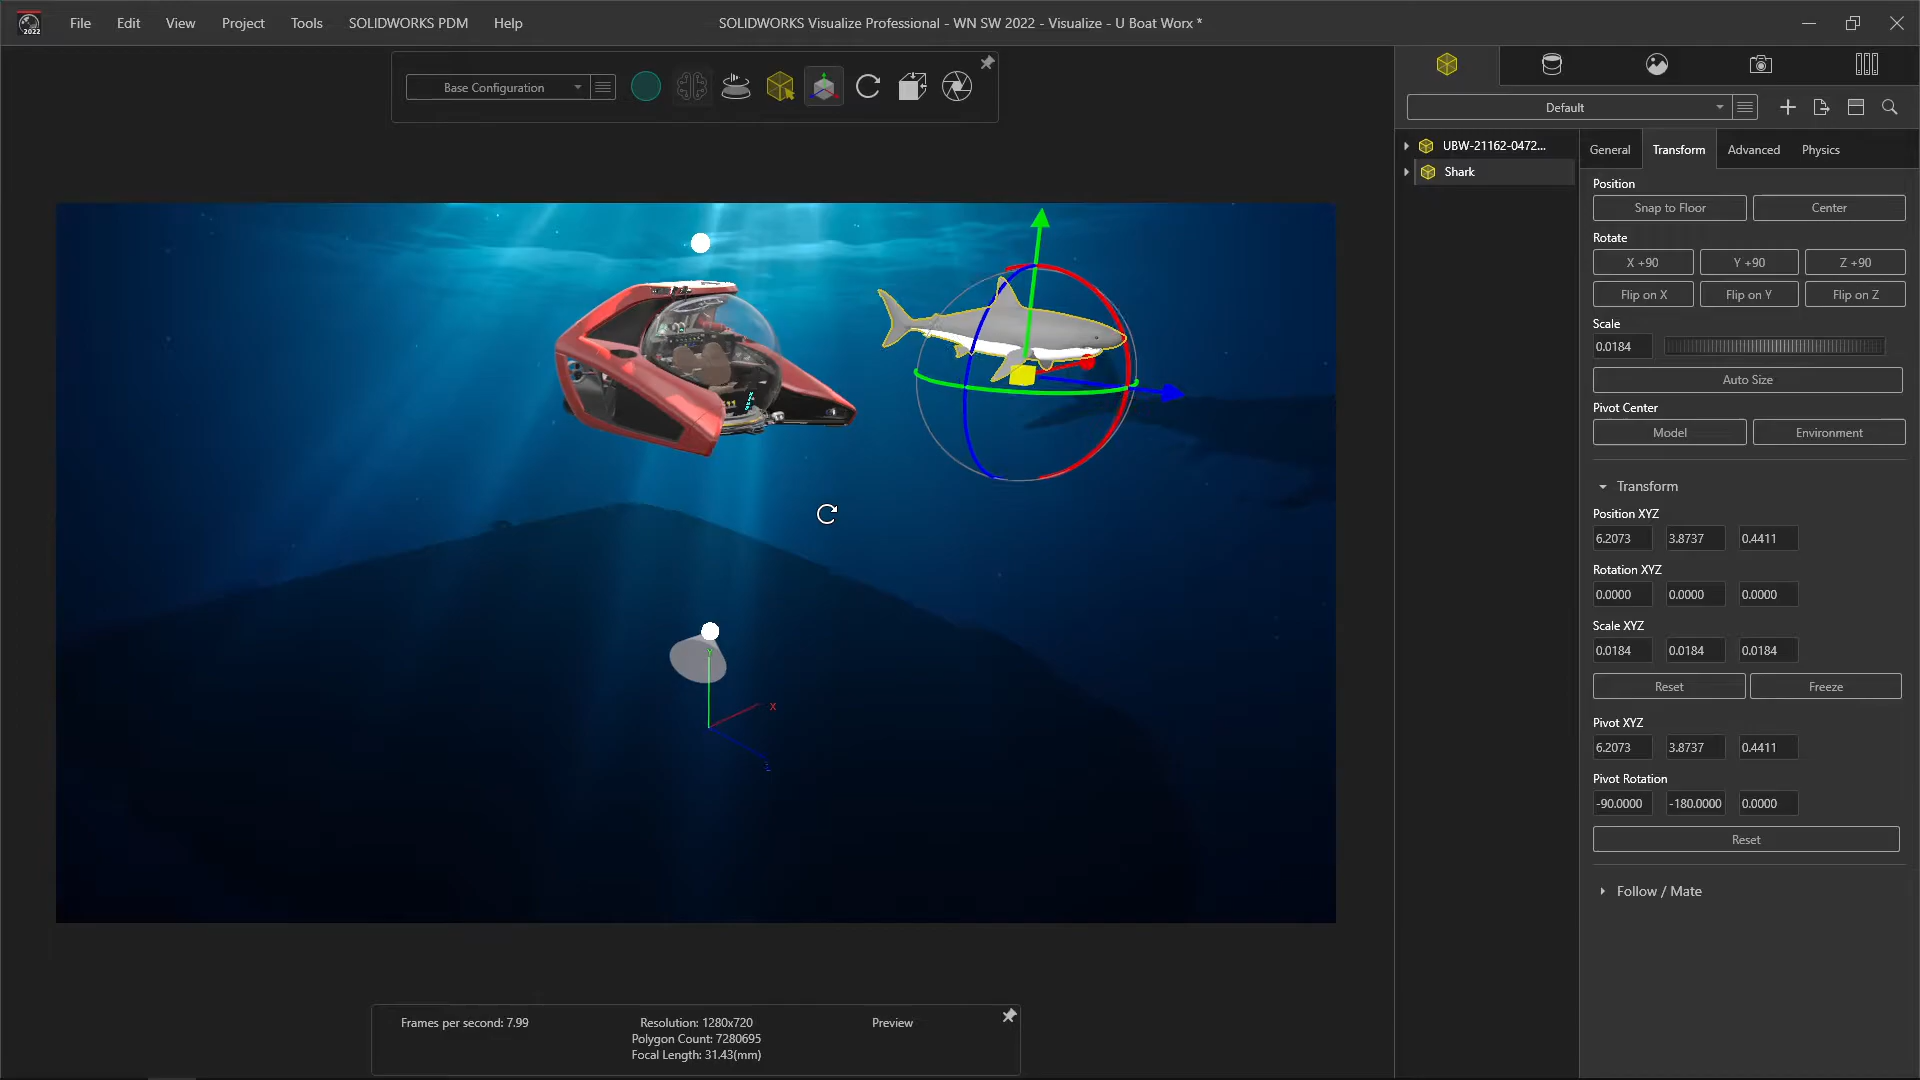 2022
File Edit View Project Tools SOLIDWORKS PDM Help
SOLIDWORKS Visualize Professional - WN SW 2022 - Visualize - U Boat Worx *
Base Configuration
Default
UBW-21162-0472...
Shark
General Transform Advanced Physics
Position
Snap to Floor Center
Rotate
X +90 Y +90 Z +90
Flip on X Flip on Y Flip on Z
Scale
0.0184
Auto Size
Pivot Center
Model Environment
Transform
Position XYZ
6.2073 3.8737 0.4411
Rotation XYZ
0.0000 0.0000 0.0000
Scale XYZ
0.0184 0.0184 0.0184
Reset Freeze
Pivot XYZ
6.2073 3.8737 0.4411
Pivot Rotation
-90.0000 -180.0000 0.0000
Reset
Follow / Mate
Y
X
Z
Frames per second: 7.99
Resolution: 1280x720
Polygon Count: 7280695
Focal Length: 31.43(mm)
Preview